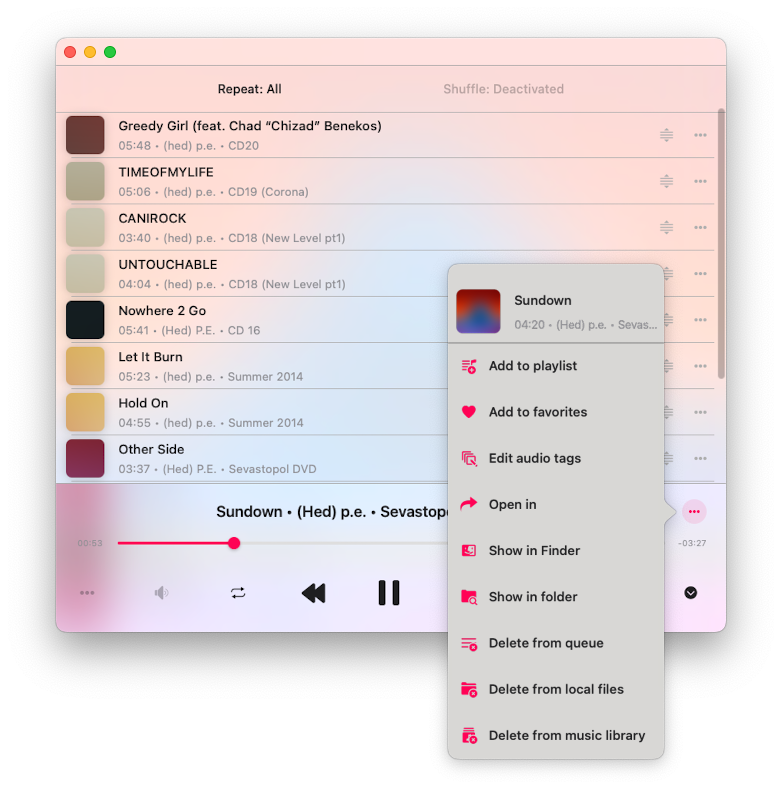 Repeat: All
Shuffle: Deactivated
Greedy Girl (feat. Chad “Chizad” Benekos)
05:48 • (hed) p.e. • CD20
TIMEOFMYLIFE
05:06 • (hed) p.e. • CD19 (Corona)
CANIROCK
03:40 • (hed) p.e. • CD18 (New Level pt1)
UNTOUCHABLE
04:04 • (hed) p.e. • CD18 (New Level pt1)
Nowhere 2 Go
05:41 • (Hed) P.E. • CD 16
Let It Burn
05:23 • (hed) p.e. • Summer 2014
Hold On
04:55 • (hed) p.e. • Summer 2014
Other Side
03:37 • (Hed) P.E. • Sevastopol DVD
Sundown • (Hed) p.e. • Sevastop
00:53
-03:27
Sundown
04:20 • (Hed) p.e. • Sevas...
Add to playlist
Add to favorites
Edit audio tags
Open in
Show in Finder
Show in folder
Delete from queue
Delete from local files
Delete from music library